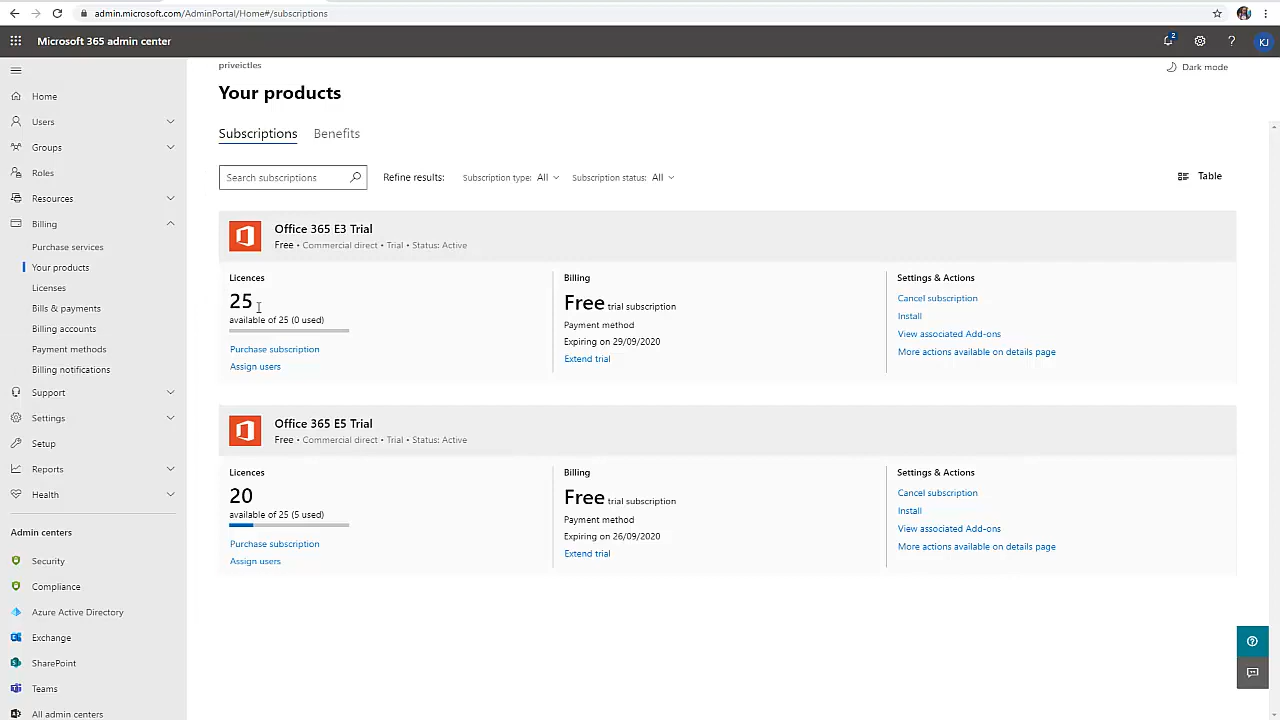 admin.microsoft.com/AdminPortal/Home#/subscriptions
Microsoft 365 admin center
2
?
KJ
Home
Users
Groups
Roles
Resources
Billing
Purchase services
Your products
Licenses
Bills & payments
Billing accounts
Payment methods
Billing notifications
Support
Settings
Setup
Reports
Health
Admin centers
Security
Compliance
Azure Active Directory
Exchange
SharePoint
Teams
All admin centers
priveictles
Dark mode
Your products
Subscriptions Benefits
Search subscriptions
Refine results: Subscription type: All Subscription status: All
Table
Office 365 E3 Trial
Free • Commercial direct • Trial • Status: Active
Licences
25
available of 25 (0 used)
Purchase subscription
Assign users
Billing
Free trial subscription
Payment method
Expiring on 29/09/2020
Extend trial
Settings & Actions
Cancel subscription
Install
View associated Add-ons
More actions available on details page
Office 365 E5 Trial
Free • Commercial direct • Trial • Status: Active
Licences
20
available of 25 (5 used)
Purchase subscription
Assign users
Billing
Free trial subscription
Payment method
Expiring on 26/09/2020
Extend trial
Settings & Actions
Cancel subscription
Install
View associated Add-ons
More actions available on details page